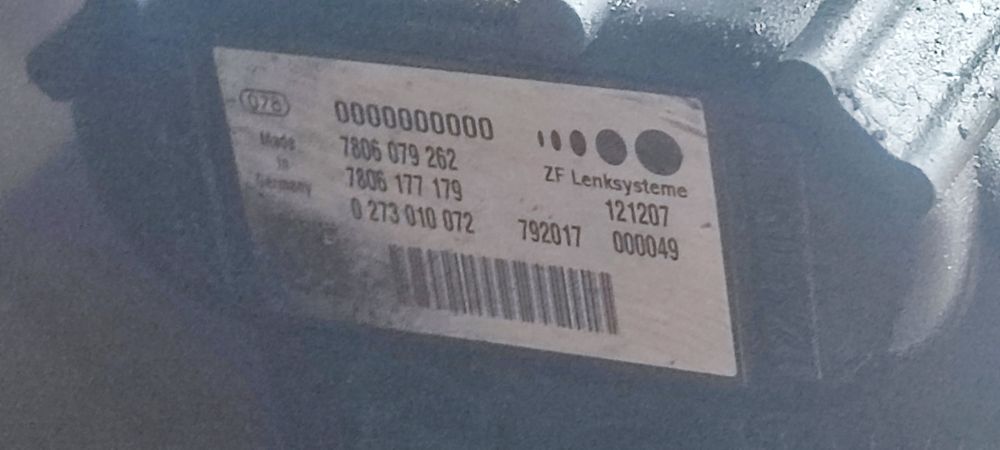 078 0000000000
Made in Germany
7806 079 262
7806 177 179
0 273 010 072
ZF Lenksysteme
121207
792017 000049